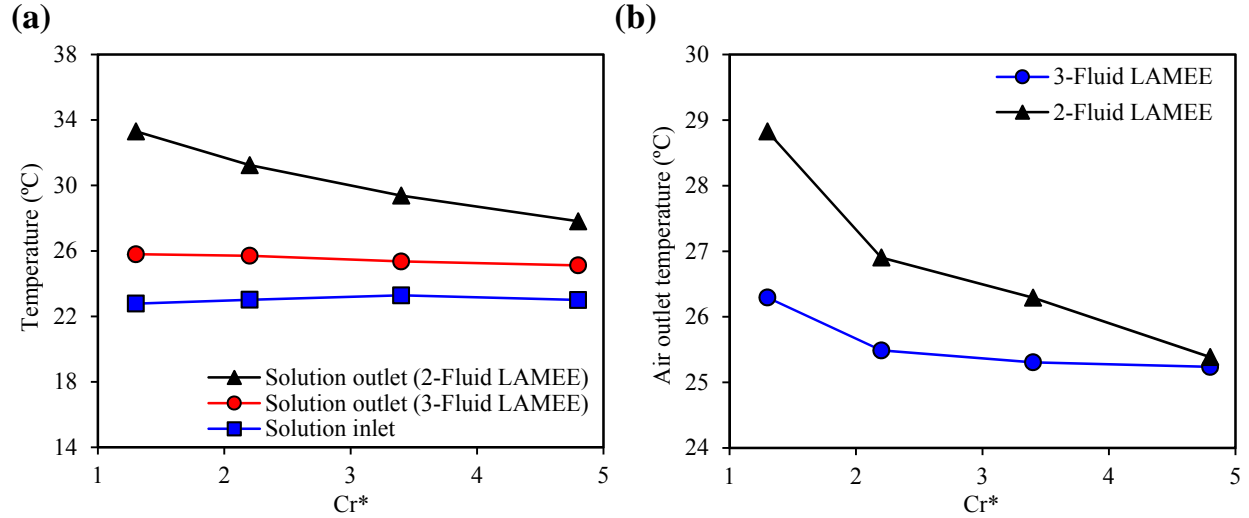 (a)
38
34
30
26
22
18
14
Temperature (ºC)
Solution outlet (2-Fluid LAMEE)
Solution outlet (3-Fluid LAMEE)
Solution inlet
1 2 3 4 5
Cr*
(b)
30
29
28
27
26
25
24
Air outlet temperature (ºC)
3-Fluid LAMEE
2-Fluid LAMEE
1 2 3 4 5
Cr*